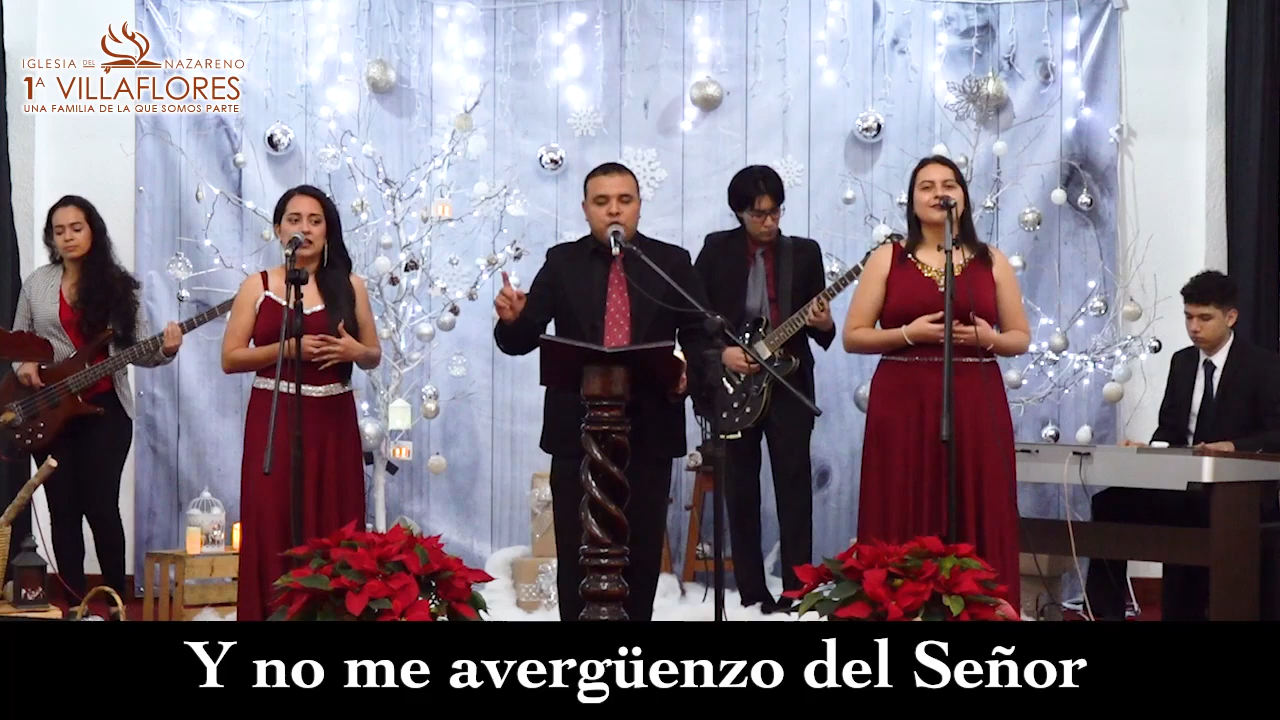 IGLESIA DEL NAZARENO
1ª VILLAFLORES
UNA FAMILIA DE LA QUE SOMOS PARTE
Y no me avergüenzo del Señor